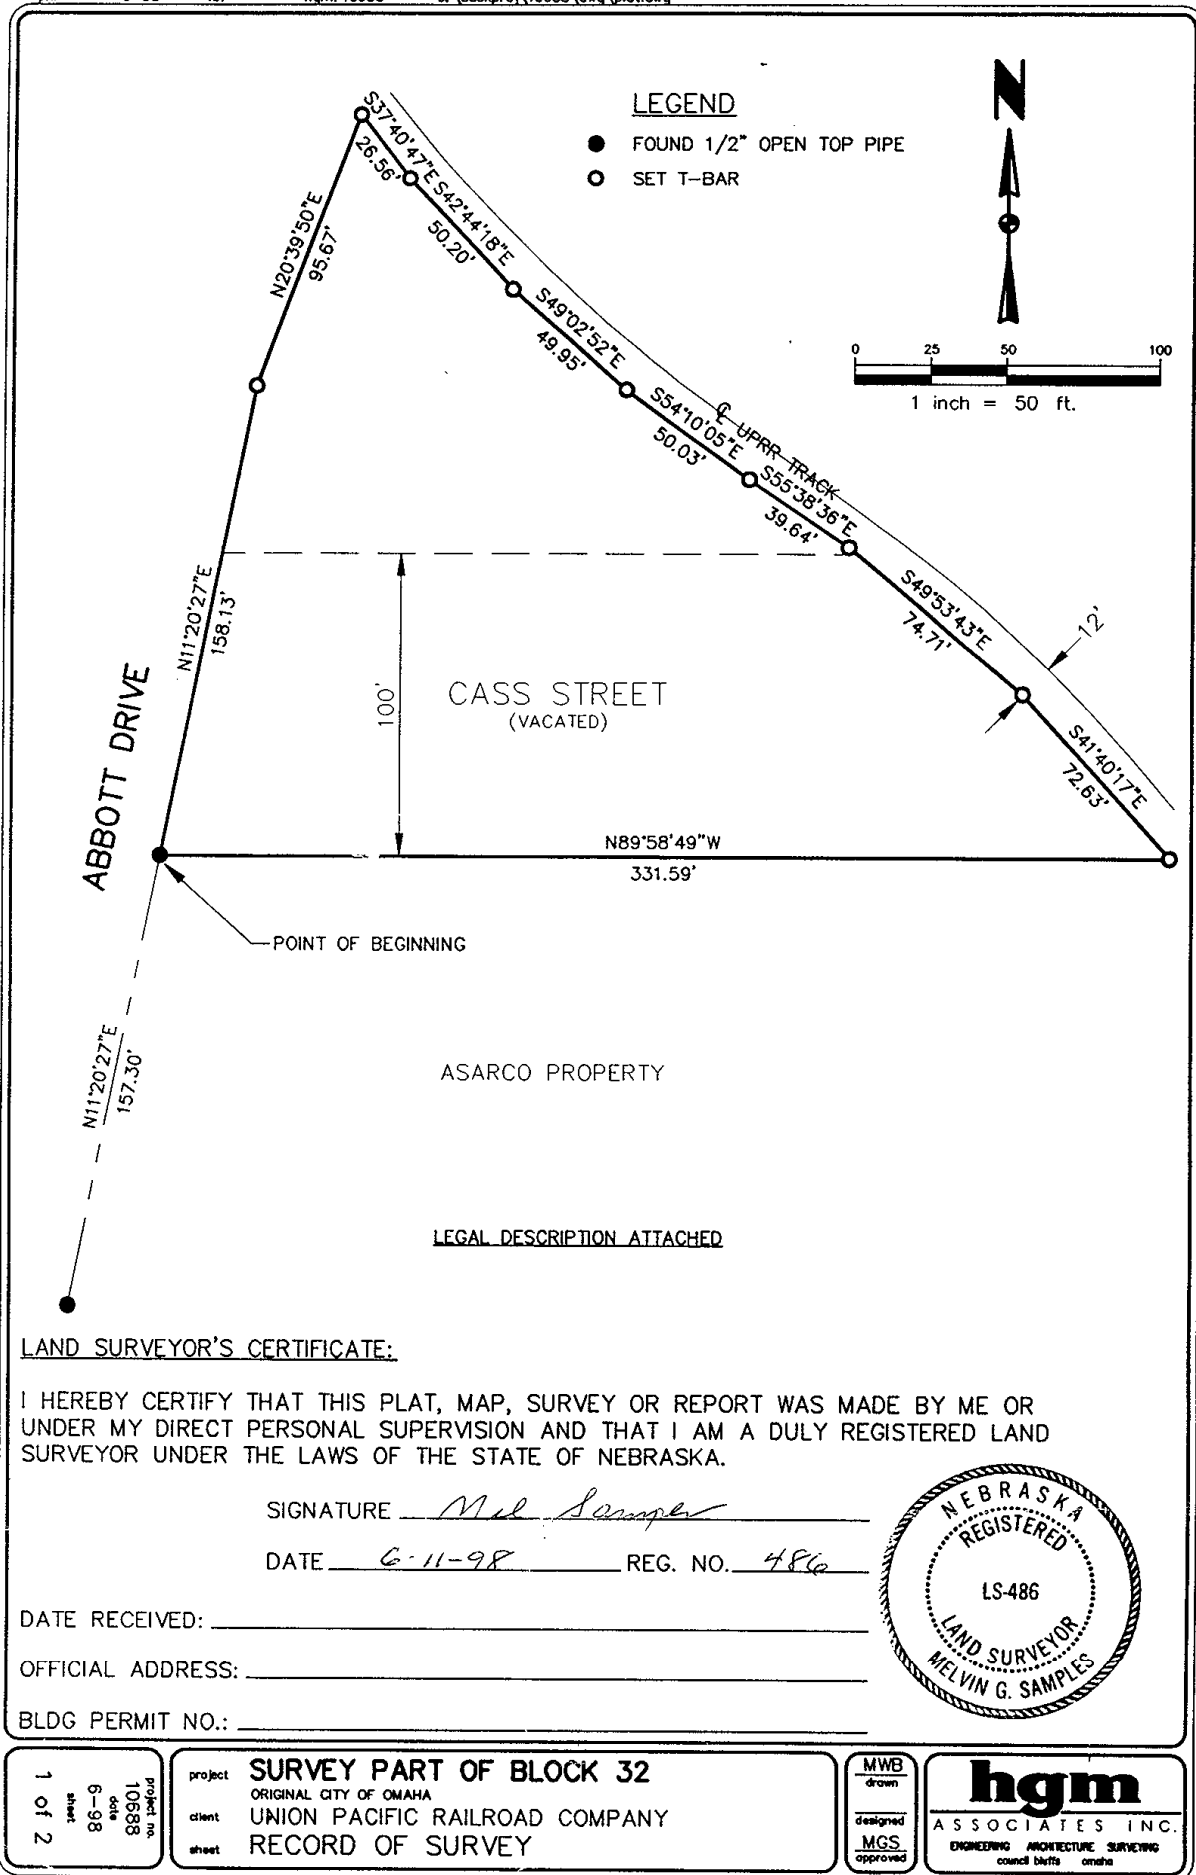 LEGEND
FOUND 1/2" OPEN TOP PIPE
SET T-BAR
N
0 25 50 100
1 inch = 50 ft.
S37°40'47"E
26.56'
S42°44'18"E
50.20'
S49°02'52"E
49.95'
S54°10'05"E
50.03'
℄ UPRR TRACK
S55°38'36"E
39.64'
S49°53'43"E
74.71'
12'
S41°40'17"E
72.63'
N20°39'50"E
95.67'
N11°20'27"E
158.13'
100'
CASS STREET
(VACATED)
ABBOTT DRIVE
N89°58'49"W
331.59'
POINT OF BEGINNING
N11°20'27"E
157.30'
ASARCO PROPERTY
LEGAL DESCRIPTION ATTACHED
LAND SURVEYOR'S CERTIFICATE:
I HEREBY CERTIFY THAT THIS PLAT, MAP, SURVEY OR REPORT WAS MADE BY ME OR
UNDER MY DIRECT PERSONAL SUPERVISION AND THAT I AM A DULY REGISTERED LAND
SURVEYOR UNDER THE LAWS OF THE STATE OF NEBRASKA.
SIGNATURE Mel Samples
DATE 6-11-98 REG. NO. 486
DATE RECEIVED:
OFFICIAL ADDRESS:
BLDG PERMIT NO.:
NEBRASKA
REGISTERED
LS-486
LAND SURVEYOR
MELVIN G. SAMPLES
project no.
10688
date
6-98
sheet
1 of 2
project SURVEY PART OF BLOCK 32
ORIGINAL CITY OF OMAHA
client UNION PACIFIC RAILROAD COMPANY
sheet RECORD OF SURVEY
MWB
drawn
designed
MGS
approved
hgm
ASSOCIATES INC.
ENGINEERING ARCHITECTURE SURVEYING
council bluffs omaha